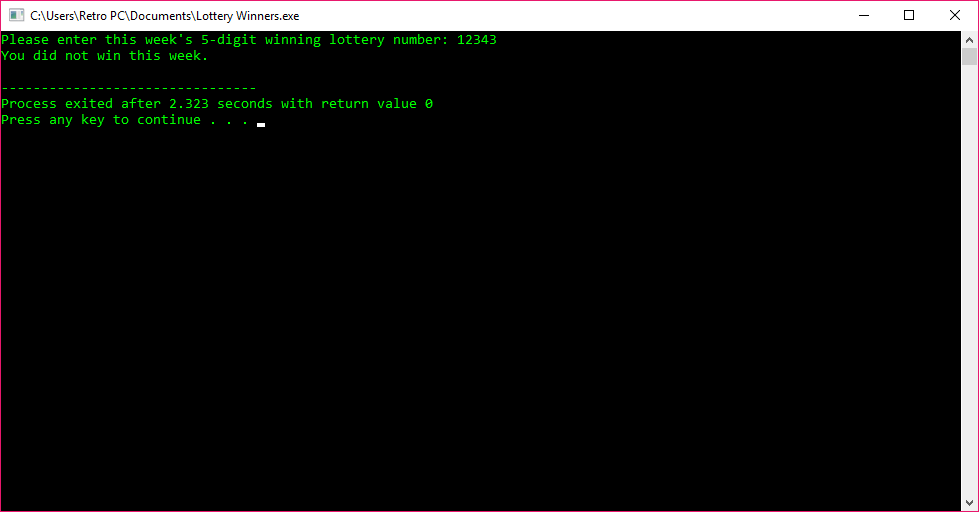 C:\Users\Retro PC\Documents\Lottery Winners.exe
Please enter this week's 5-digit winning lottery number: 12343
You did not win this week.
--------------------------------
Process exited after 2.323 seconds with return value 0
Press any key to continue . . .